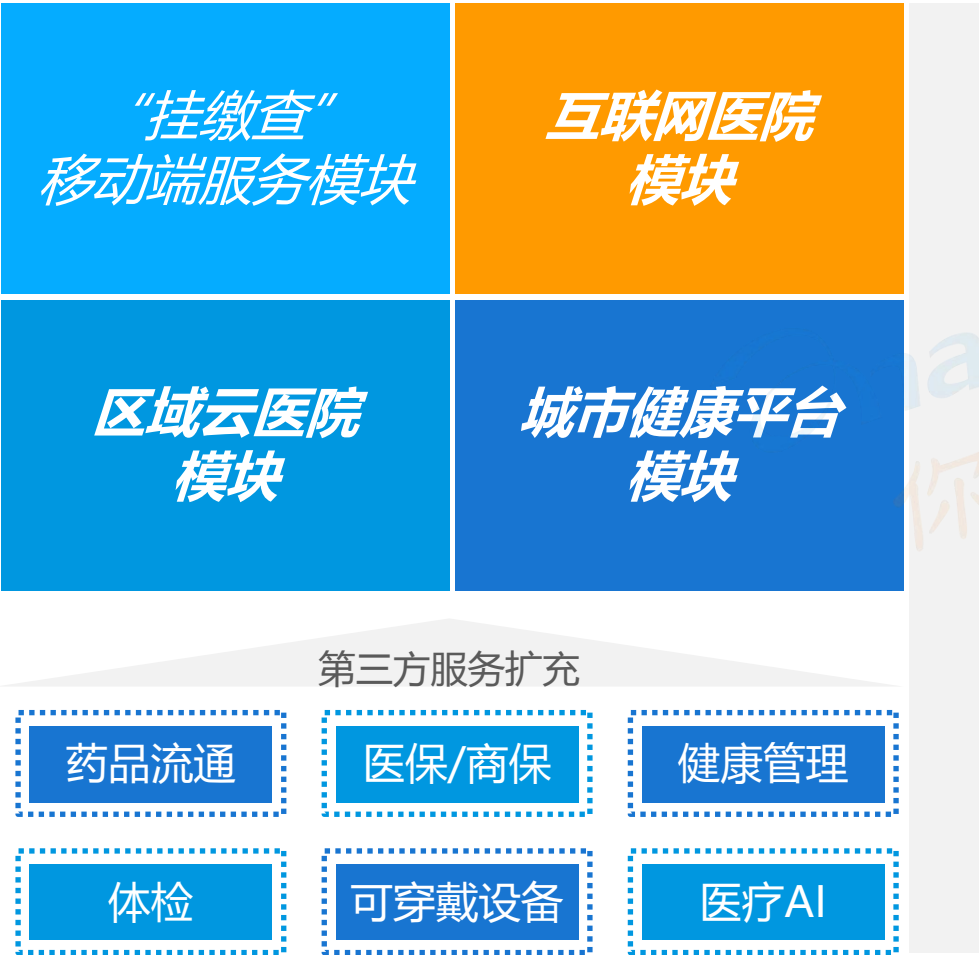 “挂缴查”
移动端服务模块
互联网医院
模块
区域云医院
模块
城市健康平台
模块
na
你
第三方服务扩充
药品流通
医保/商保
健康管理
体检
可穿戴设备
医疗AI